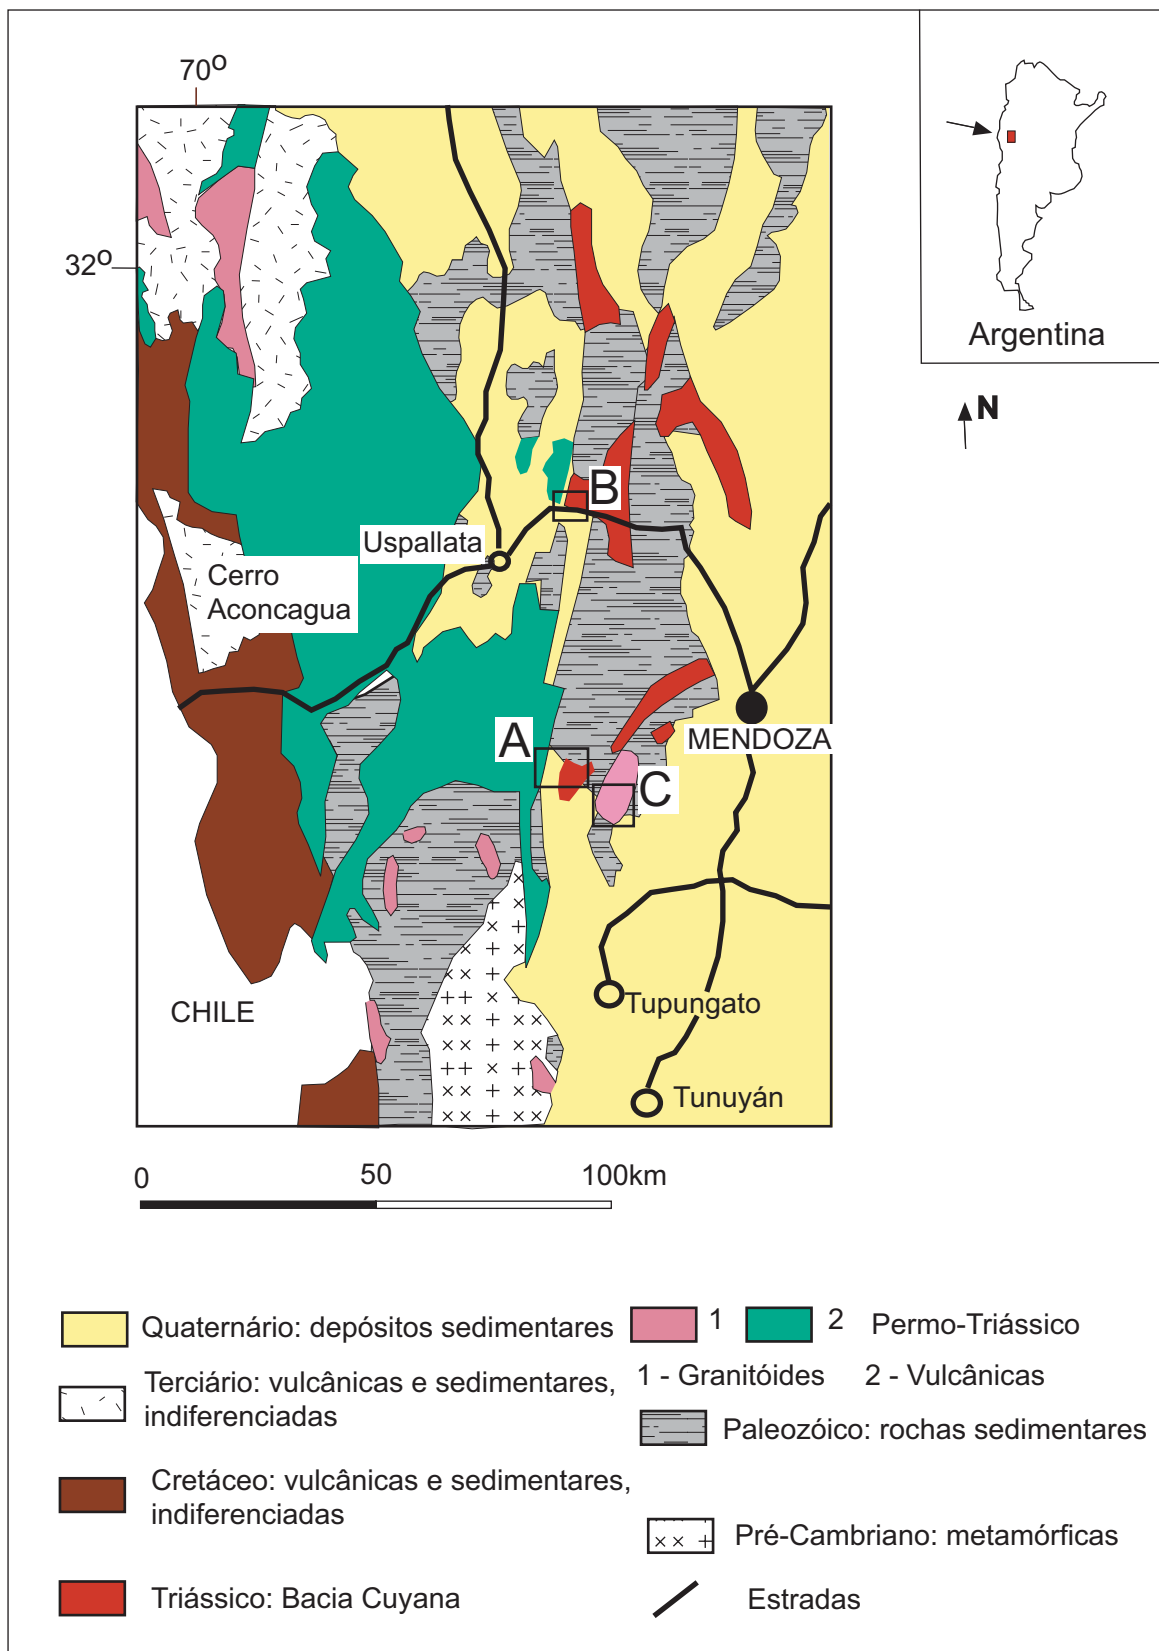 70º
32º
Argentina
N
B
Uspallata
Cerro
Aconcagua
A
MENDOZA
C
CHILE
Tupungato
Tunuyán
0
50
100km
Quaternário: depósitos sedimentares
1
2
Permo-Triássico
1 - Granitóides
2 - Vulcânicas
Terciário: vulcânicas e sedimentares,
indiferenciadas
Paleozóico: rochas sedimentares
Cretáceo: vulcânicas e sedimentares,
indiferenciadas
Pré-Cambriano: metamórficas
Triássico: Bacia Cuyana
Estradas